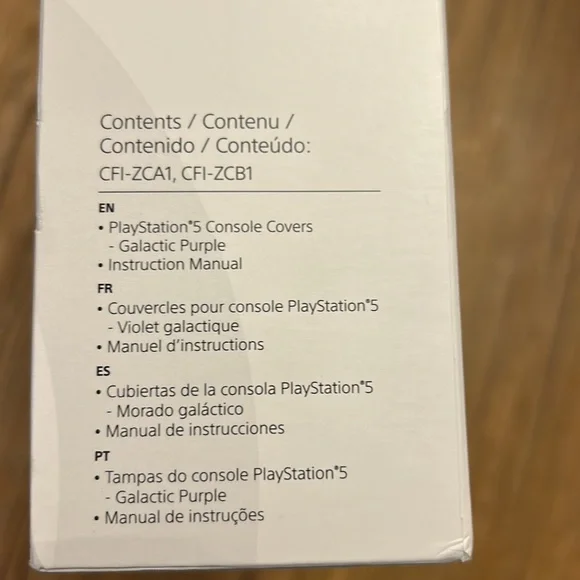 Contents / Contenu /
Contenido / Conteúdo:
CFI-ZCA1, CFI-ZCB1
EN
• PlayStation®5 Console Covers
- Galactic Purple
• Instruction Manual
FR
• Couvercles pour console PlayStation®5
- Violet galactique
• Manuel d’instructions
ES
• Cubiertas de la consola PlayStation®5
- Morado galáctico
• Manual de instrucciones
PT
• Tampas do console PlayStation®5
- Galactic Purple
• Manual de instruções